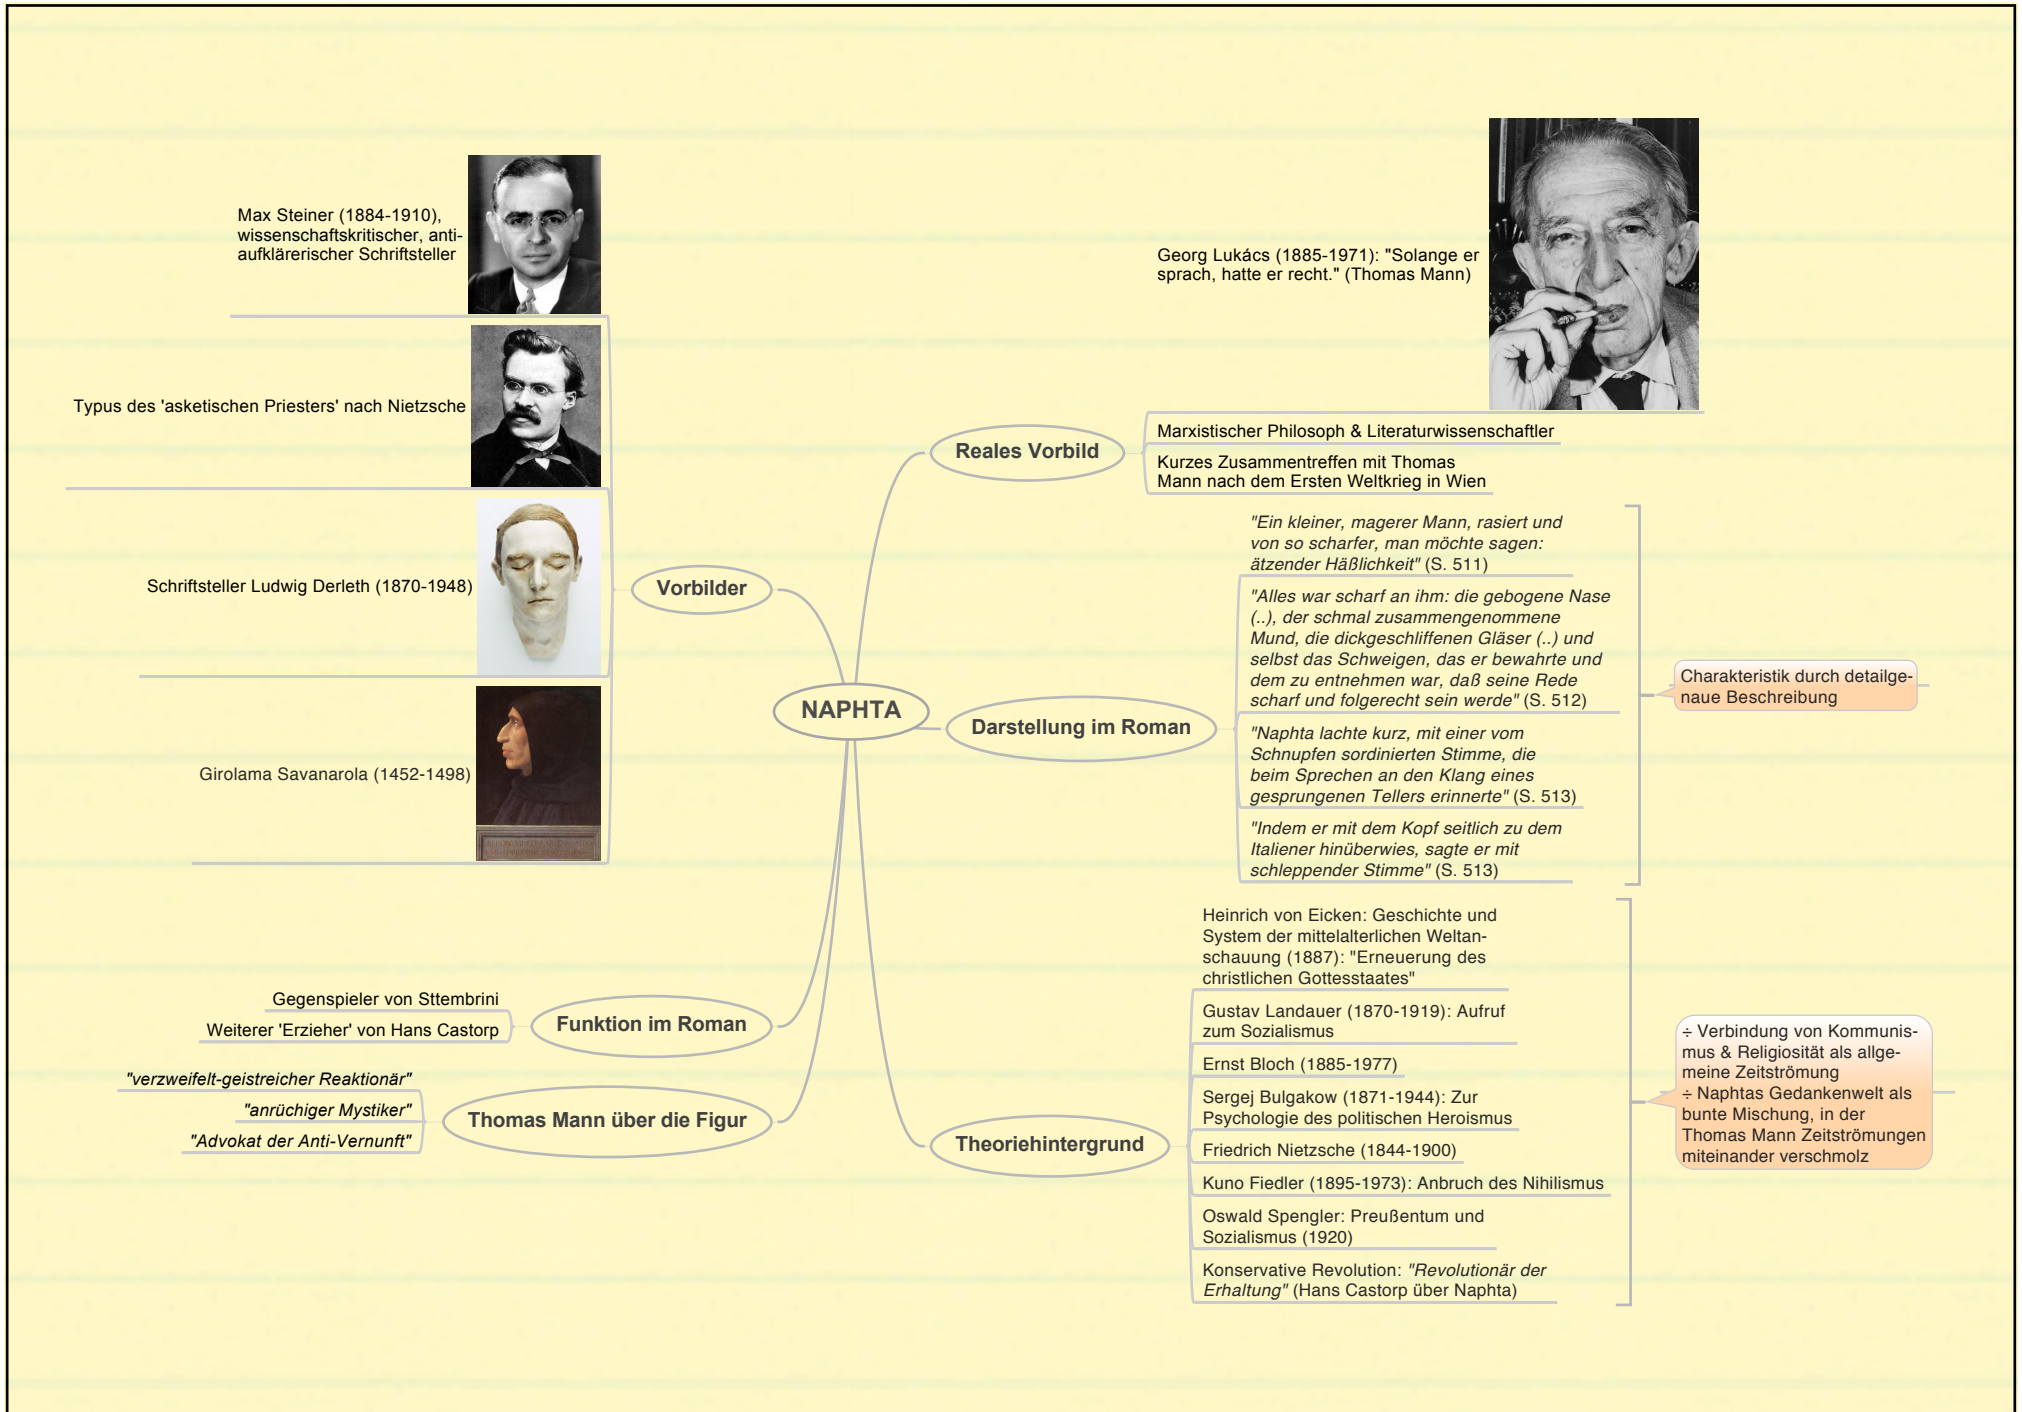 Max Steiner (1884-1910),
wissenschaftskritischer, anti-
aufklärerischer Schriftsteller
Typus des 'asketischen Priesters' nach Nietzsche
Schriftsteller Ludwig Derleth (1870-1948)
Girolama Savanarola (1452-1498)
Vorbilder
Gegenspieler von Sttembrini
Weiterer 'Erzieher' von Hans Castorp
Funktion im Roman
"verzweifelt-geistreicher Reaktionär"
"anrüchiger Mystiker"
"Advokat der Anti-Vernunft"
Thomas Mann über die Figur
NAPHTA
Georg Lukács (1885-1971): "Solange er
sprach, hatte er recht." (Thomas Mann)
Reales Vorbild
Marxistischer Philosoph & Literaturwissenschaftler
Kurzes Zusammentreffen mit Thomas
Mann nach dem Ersten Weltkrieg in Wien
Darstellung im Roman
"Ein kleiner, magerer Mann, rasiert und
von so scharfer, man möchte sagen:
ätzender Häßlichkeit" (S. 511)
"Alles war scharf an ihm: die gebogene Nase
(..), der schmal zusammengenommene
Mund, die dickgeschliffenen Gläser (..) und
selbst das Schweigen, das er bewahrte und
dem zu entnehmen war, daß seine Rede
scharf und folgerecht sein werde" (S. 512)
"Naphta lachte kurz, mit einer vom
Schnupfen sordinierten Stimme, die
beim Sprechen an den Klang eines
gesprungenen Tellers erinnerte" (S. 513)
"Indem er mit dem Kopf seitlich zu dem
Italiener hinüberwies, sagte er mit
schleppender Stimme" (S. 513)
Charakteristik durch detailge-
naue Beschreibung
Theoriehintergrund
Heinrich von Eicken: Geschichte und
System der mittelalterlichen Weltan-
schauung (1887): "Erneuerung des
christlichen Gottesstaates"
Gustav Landauer (1870-1919): Aufruf
zum Sozialismus
Ernst Bloch (1885-1977)
Sergej Bulgakow (1871-1944): Zur
Psychologie des politischen Heroismus
Friedrich Nietzsche (1844-1900)
Kuno Fiedler (1895-1973): Anbruch des Nihilismus
Oswald Spengler: Preußentum und
Sozialismus (1920)
Konservative Revolution: "Revolutionär der
Erhaltung" (Hans Castorp über Naphta)
÷ Verbindung von Kommunis-
mus & Religiosität als allge-
meine Zeitströmung
÷ Naphtas Gedankenwelt als
bunte Mischung, in der
Thomas Mann Zeitströmungen
miteinander verschmolz